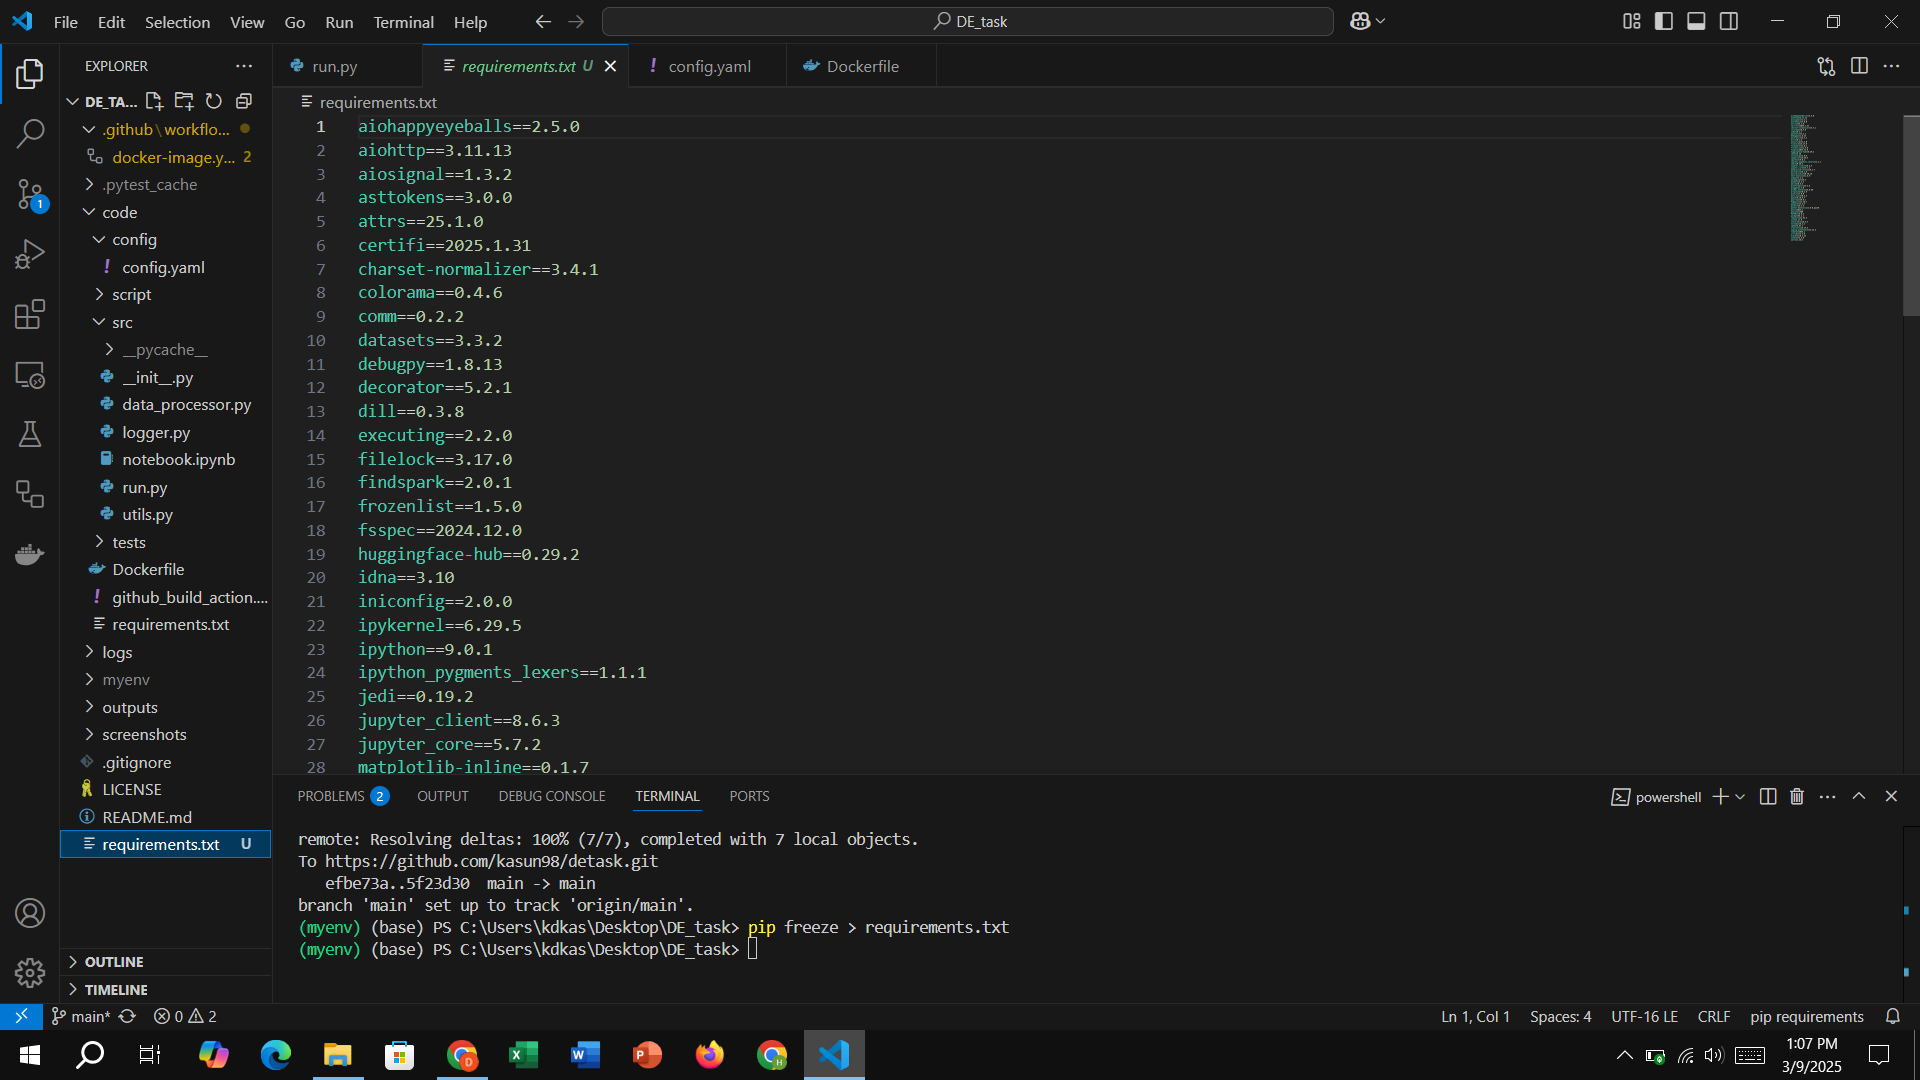 File Edit Selection View Go Run Terminal Help
DE_task
EXPLORER
DE_TA...
.github\workflo...
docker-image.y... 2
.pytest_cache
code
config
config.yaml
script
src
__pycache__
__init__.py
data_processor.py
logger.py
notebook.ipynb
run.py
utils.py
tests
Dockerfile
github_build_action....
requirements.txt
logs
myenv
outputs
screenshots
.gitignore
LICENSE
README.md
requirements.txt U
OUTLINE
TIMELINE
1
run.py
requirements.txt U
config.yaml
Dockerfile
requirements.txt
1 aiohappyeyeballs==2.5.0
2 aiohttp==3.11.13
3 aiosignal==1.3.2
4 asttokens==3.0.0
5 attrs==25.1.0
6 certifi==2025.1.31
7 charset-normalizer==3.4.1
8 colorama==0.4.6
9 comm==0.2.2
10 datasets==3.3.2
11 debugpy==1.8.13
12 decorator==5.2.1
13 dill==0.3.8
14 executing==2.2.0
15 filelock==3.17.0
16 findspark==2.0.1
17 frozenlist==1.5.0
18 fsspec==2024.12.0
19 huggingface-hub==0.29.2
20 idna==3.10
21 iniconfig==2.0.0
22 ipykernel==6.29.5
23 ipython==9.0.1
24 ipython_pygments_lexers==1.1.1
25 jedi==0.19.2
26 jupyter_client==8.6.3
27 jupyter_core==5.7.2
28 matplotlib-inline==0.1.7
PROBLEMS 2 OUTPUT DEBUG CONSOLE TERMINAL PORTS
powershell
remote: Resolving deltas: 100% (7/7), completed with 7 local objects.
To https://github.com/kasun98/detask.git
efbe73a..5f23d30 main -> main
branch 'main' set up to track 'origin/main'.
(myenv) (base) PS C:\Users\kdkas\Desktop\DE_task> pip freeze > requirements.txt
(myenv) (base) PS C:\Users\kdkas\Desktop\DE_task>
main* 0 2
Ln 1, Col 1 Spaces: 4 UTF-16 LE CRLF pip requirements
1:07 PM
3/9/2025